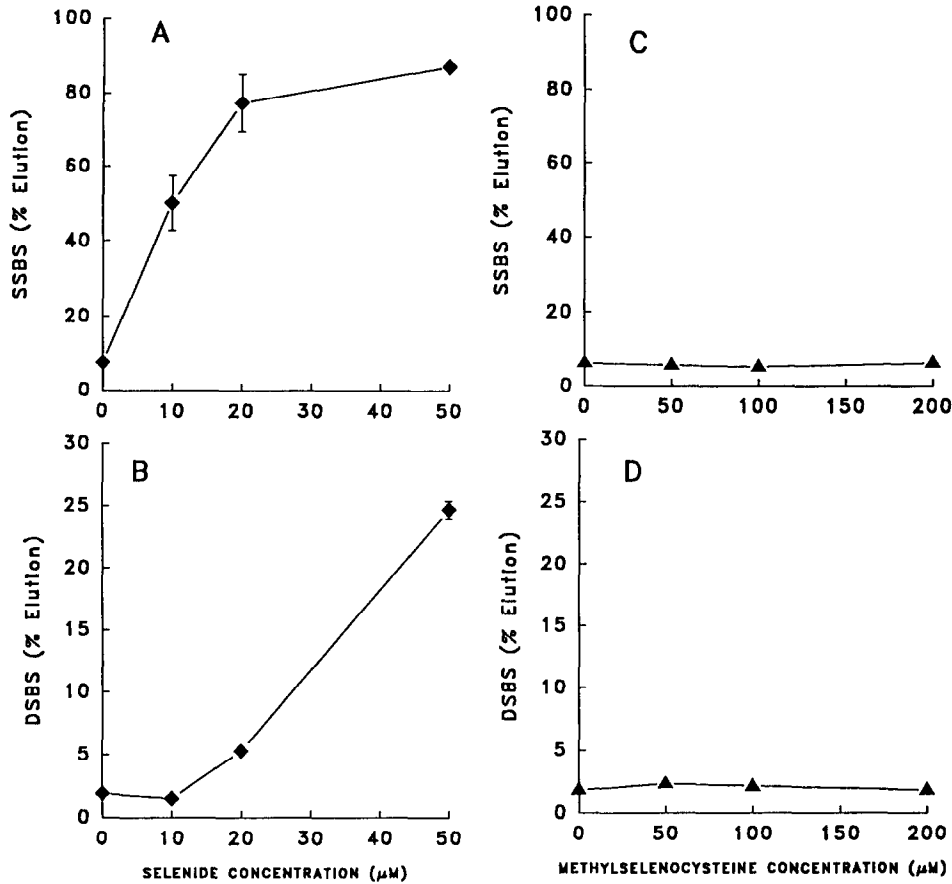 A
SSBS (% Elution)
100
80
60
40
20
0
0 10 20 30 40 50
C
SSBS (% Elution)
100
80
60
40
20
0
0 50 100 150 200
B
DSBS (% Elution)
30
25
20
15
10
5
0
0 10 20 30 40 50
SELENIDE CONCENTRATION (μM)
D
DSBS (% Elution)
30
25
20
15
10
5
0
0 50 100 150 200
METHYLSELENOCYSTEINE CONCENTRATION (μM)